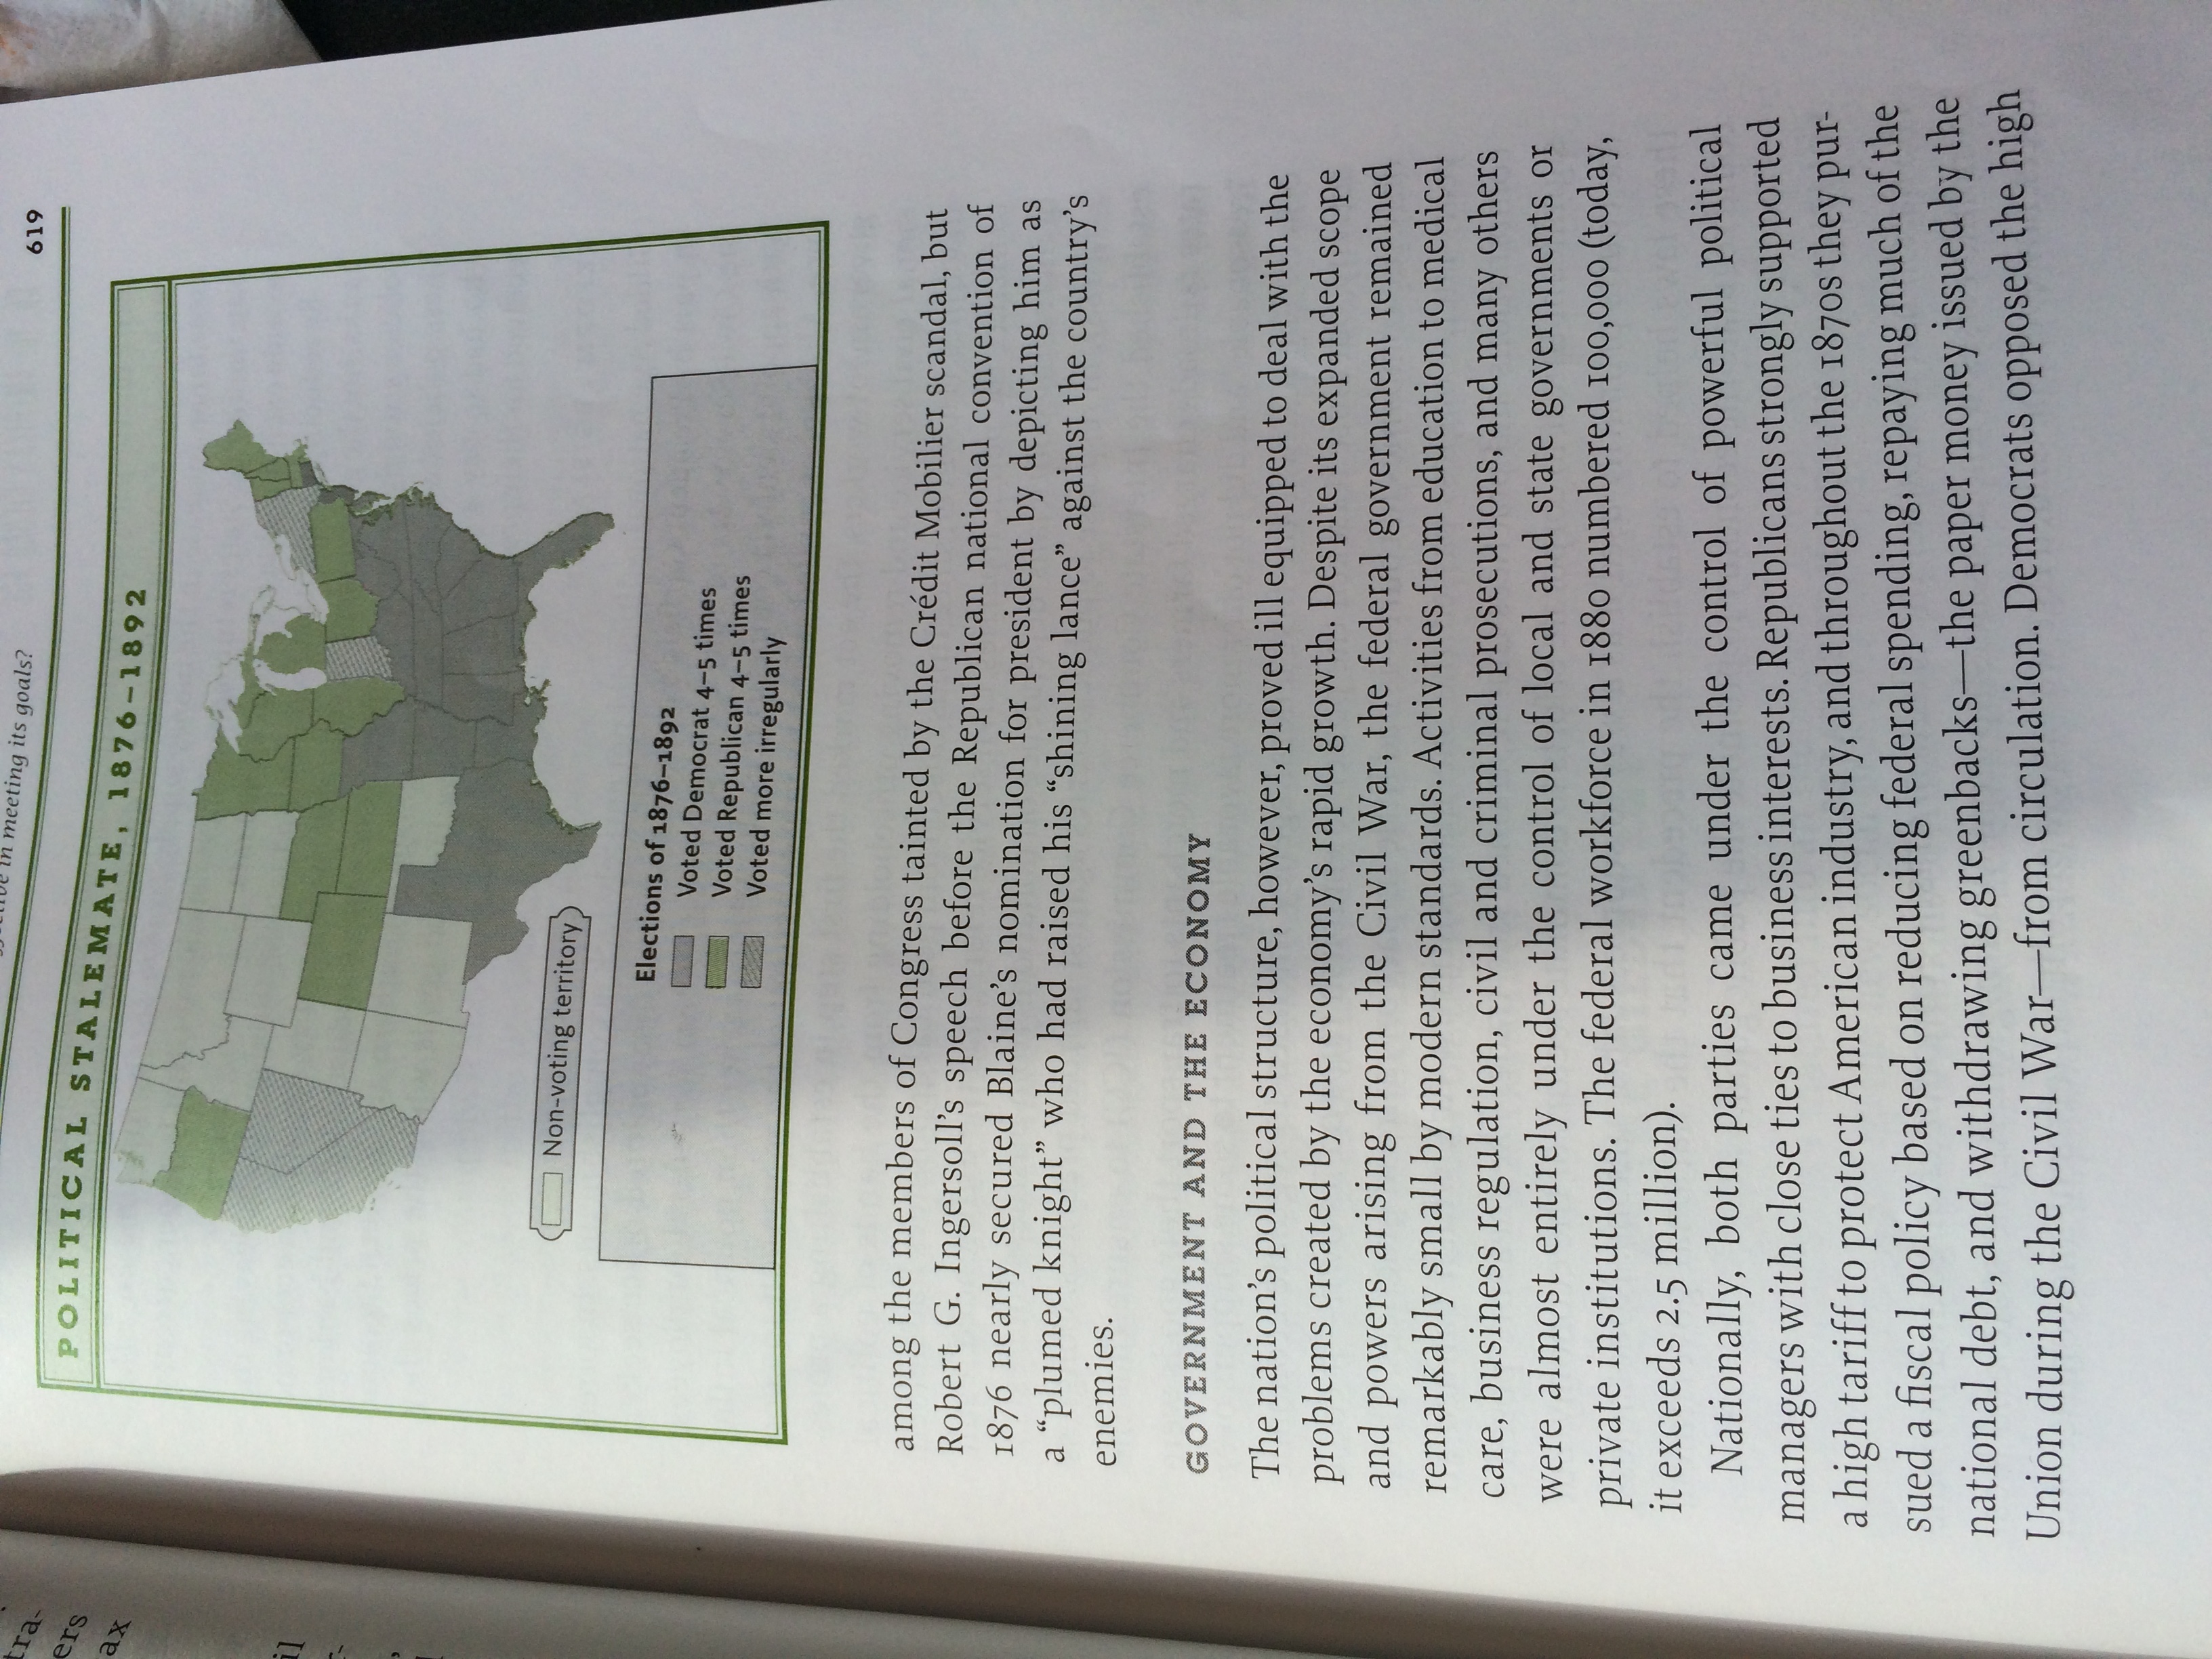 tra-
ers
ax
il
in meeting its goals?
619
POLITICAL STALEMATE, 1876–1892
Non-voting territory
Elections of 1876–1892
Voted Democrat 4–5 times
Voted Republican 4–5 times
Voted more irregularly
among the members of Congress tainted by the Crédit Mobilier scandal, but
Robert G. Ingersoll’s speech before the Republican national convention of
1876 nearly secured Blaine’s nomination for president by depicting him as
a “plumed knight” who had raised his “shining lance” against the country’s
enemies.
GOVERNMENT AND THE ECONOMY
The nation’s political structure, however, proved ill equipped to deal with the
problems created by the economy’s rapid growth. Despite its expanded scope
and powers arising from the Civil War, the federal government remained
remarkably small by modern standards. Activities from education to medical
care, business regulation, civil and criminal prosecutions, and many others
were almost entirely under the control of local and state governments or
private institutions. The federal workforce in 1880 numbered 100,000 (today,
it exceeds 2.5 million).
Nationally, both parties came under the control of powerful political
managers with close ties to business interests. Republicans strongly supported
a high tariff to protect American industry, and throughout the 1870s they pur-
sued a fiscal policy based on reducing federal spending, repaying much of the
national debt, and withdrawing greenbacks—the paper money issued by the
Union during the Civil War—from circulation. Democrats opposed the high